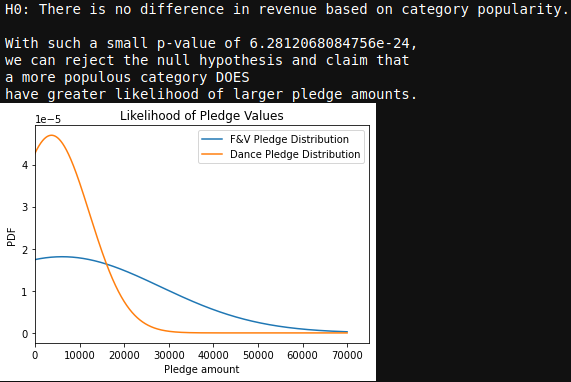 H0: There is no difference in revenue based on category popularity.
With such a small p-value of 6.2812068084756e-24,
we can reject the null hypothesis and claim that
a more populous category DOES
have greater likelihood of larger pledge amounts.
Likelihood of Pledge Values
1e-5
F&V Pledge Distribution
Dance Pledge Distribution
4
3
2
1
0
PDF
0 10000 20000 30000 40000 50000 60000 70000
Pledge amount